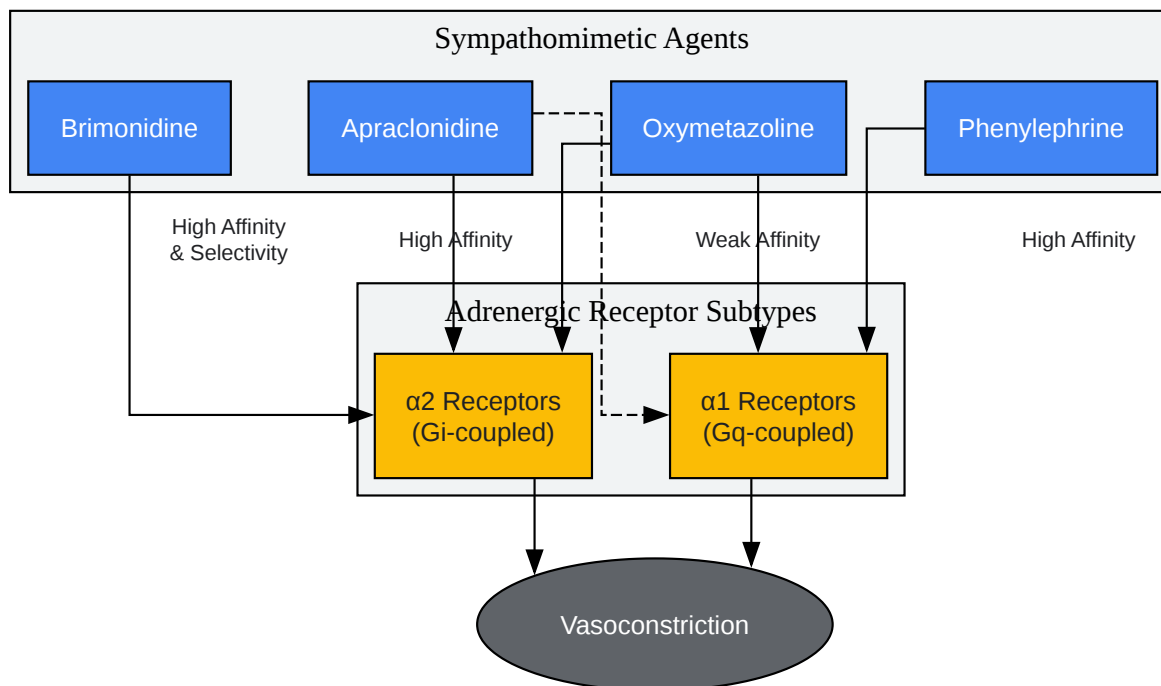 Sympathomimetic Agents
Brimonidine
Apraclonidine
Oxymetazoline
Phenylephrine
High Affinity
& Selectivity
High Affinity
Weak Affinity
High Affinity
Adrenergic Receptor Subtypes
α2 Receptors
(Gi-coupled)
α1 Receptors
(Gq-coupled)
Vasoconstriction